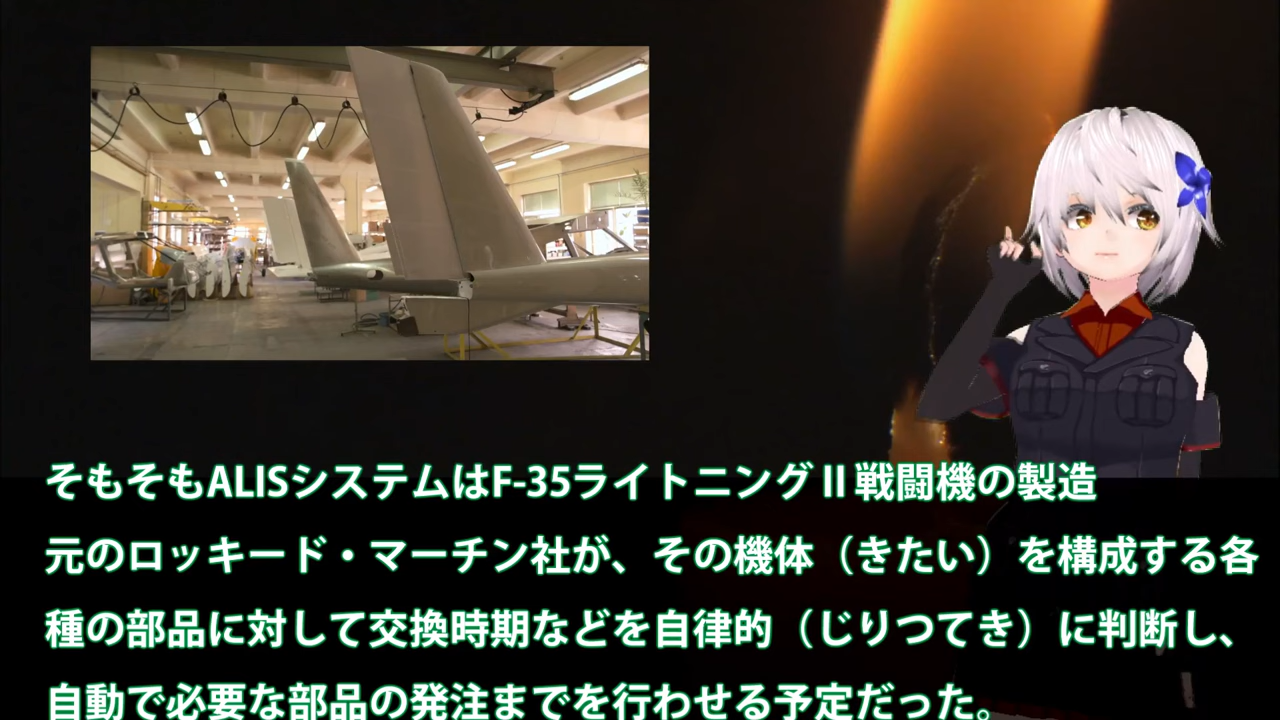 そもそもALISシステムはF-35ライトニングⅡ戦闘機の製造
元のロッキード・マーチン社が、その機体（きたい）を構成する各
種の部品に対して交換時期などを自律的（じりつてき）に判断し、
自動で必要な部品の発注までを行わせる予定だった。